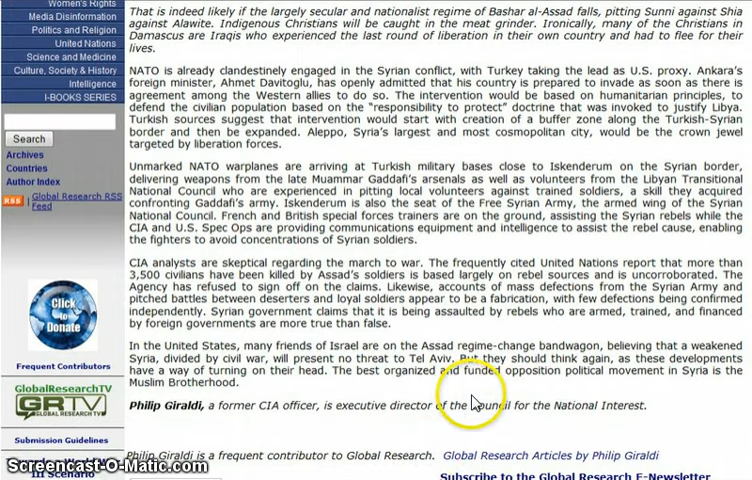 Women's Rights
Media Disinformation
Politics and Religion
United Nations
Science and Medicine
Culture, Society & History
Intelligence
I-BOOKS SERIES
Search
Archives
Countries
Author Index
RSS | Global Research RSS
Feed
Click
to
Donate
Frequent Contributors
GlobalResearchTV
GRTV
GLOBAL RESEARCH TV
Submission Guidelines
III Scenario
That is indeed likely if the largely secular and nationalist regime of Bashar al-Assad falls, pitting Sunni against Shia
against Alawite. Indigenous Christians will be caught in the meat grinder. Ironically, many of the Christians in
Damascus are Iraqis who experienced the last round of liberation in their own country and had to flee for their
lives.
NATO is already clandestinely engaged in the Syrian conflict, with Turkey taking the lead as U.S. proxy. Ankara's
foreign minister, Ahmet Davitoglu, has openly admitted that his country is prepared to invade as soon as there is
agreement among the Western allies to do so. The intervention would be based on humanitarian principles, to
defend the civilian population based on the “responsibility to protect” doctrine that was invoked to justify Libya.
Turkish sources suggest that intervention would start with creation of a buffer zone along the Turkish-Syrian
border and then be expanded. Aleppo, Syria's largest and most cosmopolitan city, would be the crown jewel
targeted by liberation forces.
Unmarked NATO warplanes are arriving at Turkish military bases close to Iskenderum on the Syrian border,
delivering weapons from the late Muammar Gaddafi's arsenals as well as volunteers from the Libyan Transitional
National Council who are experienced in pitting local volunteers against trained soldiers, a skill they acquired
confronting Gaddafi's army. Iskenderum is also the seat of the Free Syrian Army, the armed wing of the Syrian
National Council. French and British special forces trainers are on the ground, assisting the Syrian rebels while the
CIA and U.S. Spec Ops are providing communications equipment and intelligence to assist the rebel cause, enabling
the fighters to avoid concentrations of Syrian soldiers.
CIA analysts are skeptical regarding the march to war. The frequently cited United Nations report that more than
3,500 civilians have been killed by Assad's soldiers is based largely on rebel sources and is uncorroborated. The
Agency has refused to sign off on the claims. Likewise, accounts of mass defections from the Syrian Army and
pitched battles between deserters and loyal soldiers appear to be a fabrication, with few defections being confirmed
independently. Syrian government claims that it is being assaulted by rebels who are armed, trained, and financed
by foreign governments are more true than false.
In the United States, many friends of Israel are on the Assad regime-change bandwagon, believing that a weakened
Syria, divided by civil war, will present no threat to Tel Aviv. But they should think again, as these developments
have a way of turning on their head. The best organized and funded opposition political movement in Syria is the
Muslim Brotherhood.
Philip Giraldi, a former CIA officer, is executive director of the Council for the National Interest.
Philip Giraldi is a frequent contributor to Global Research. Global Research Articles by Philip Giraldi
Subscribe to the Global Research E-Newsletter
Screencast-O-Matic.com